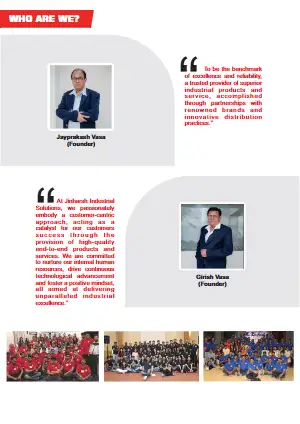 WHO ARE WE?
“
To be the benchmark
of excellence and reliability,
a trusted provider of superior
industrial products and
service, accomplished
through partnerships with
renowned brands and
innovative distribution
practices."
Jayprakash Vasa
(Founder)
“
At Jinharsh Industrial
Solutions, we passionately
embody a customer-centric
approach, acting as a
catalyst for our customers
success through the
provision of high-quality
end-to-end products and
services. We are committed
to nurture our internal human
resources, drive continuous
technological advancement
and foster a positive mindset,
all aimed at delivering
unparalleled industrial
excellence."
Girish Vasa
(Founder)